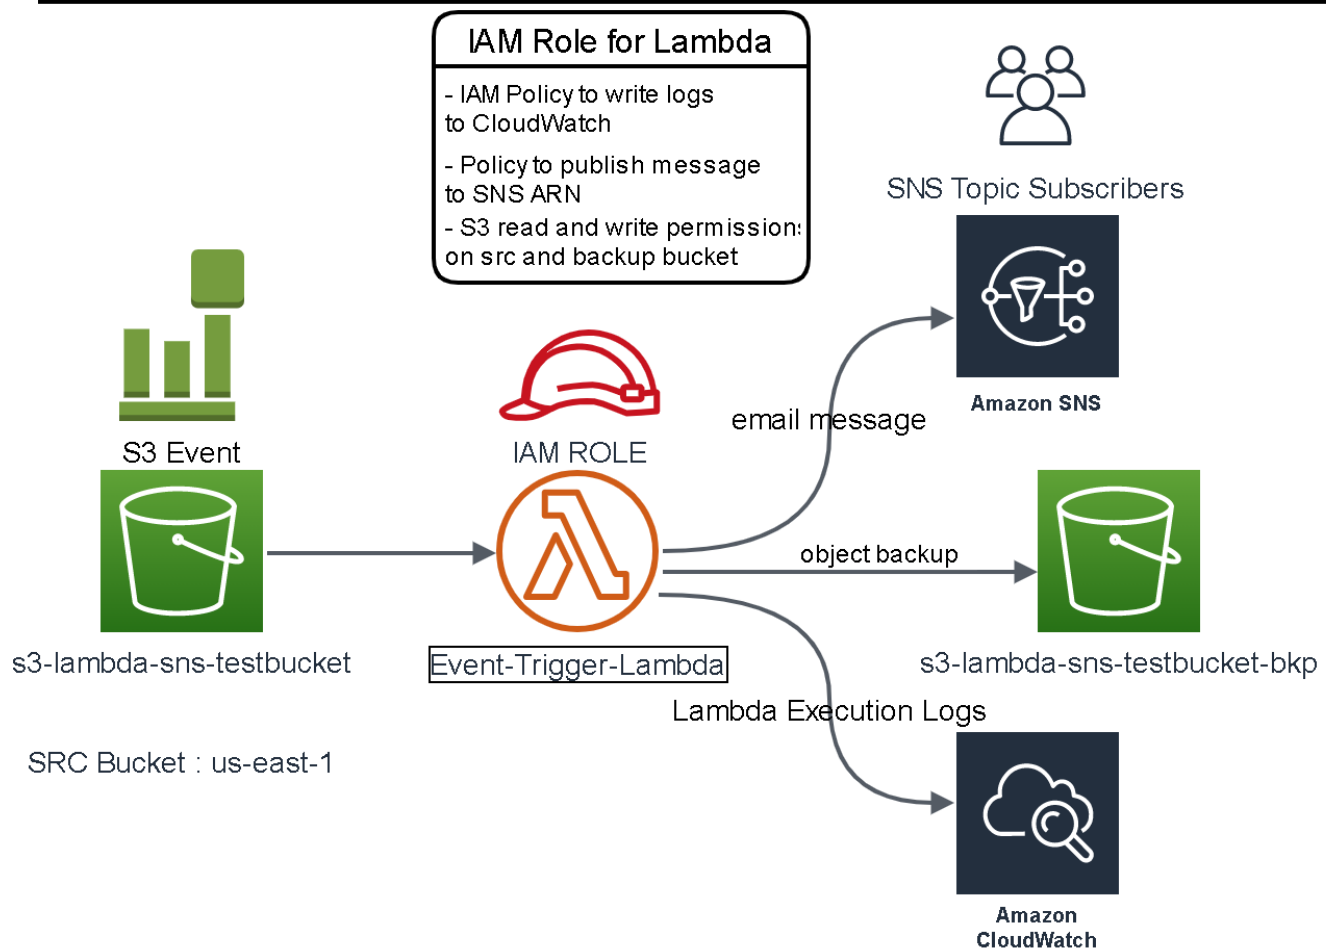 IAM Role for Lambda
- IAM Policy to write logs
to CloudWatch
- Policy to publish message
to SNS ARN
- S3 read and write permissions
on src and backup bucket
SNS Topic Subscribers
Amazon SNS
S3 Event
IAM ROLE
email message
object backup
s3-lambda-sns-testbucket
Event-Trigger-Lambda
s3-lambda-sns-testbucket-bkp
Lambda Execution Logs
SRC Bucket : us-east-1
Amazon
CloudWatch